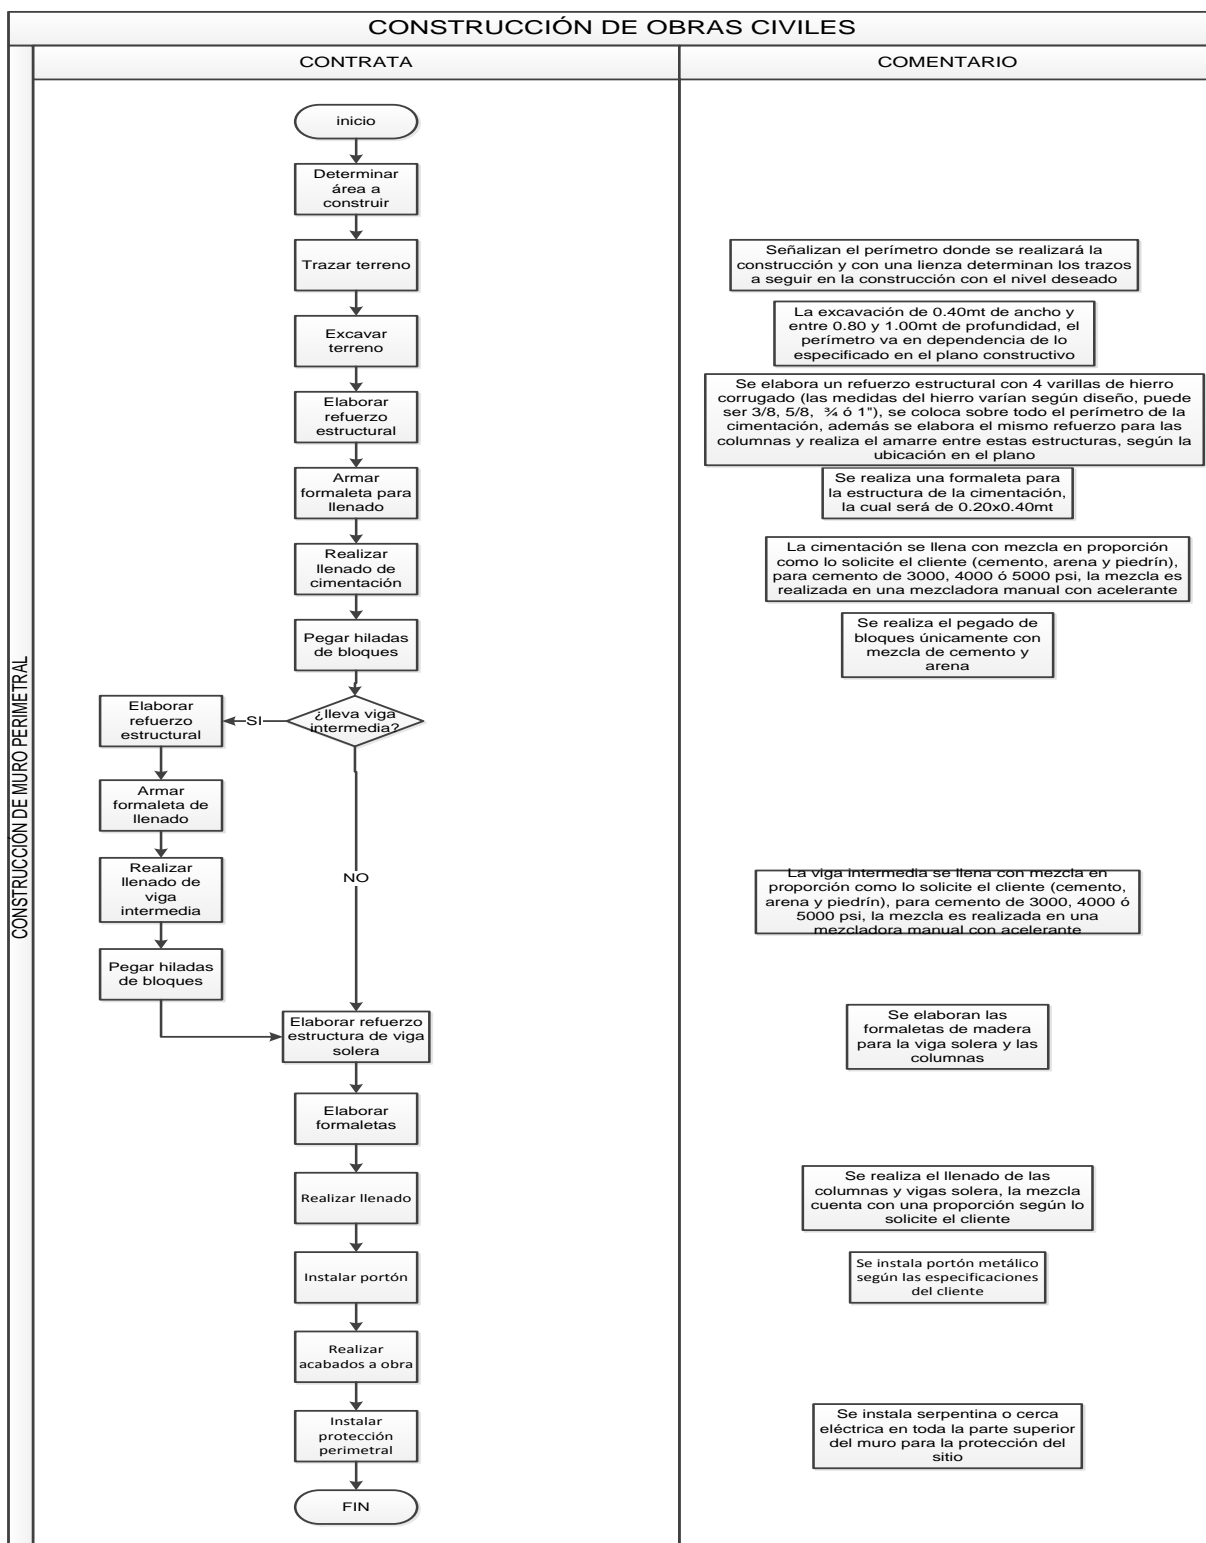 CONSTRUCCIÓN DE OBRAS CIVILES
CONTRATA
COMENTARIO
CONSTRUCCIÓN DE MURO PERIMETRAL
inicio
Determinar
área a
construir
Trazar terreno
Señalizan el perímetro donde se realizará la
construcción y con una lienza determinan los trazos
a seguir en la construcción con el nivel deseado
Excavar
terreno
La excavación de 0.40mt de ancho y
entre 0.80 y 1.00mt de profundidad, el
perímetro va en dependencia de lo
especificado en el plano constructivo
Elaborar
refuerzo
estructural
Se elabora un refuerzo estructural con 4 varillas de hierro
corrugado (las medidas del hierro varían según diseño, puede
ser 3/8, 5/8, ¾ ó 1"), se coloca sobre todo el perímetro de la
cimentación, además se elabora el mismo refuerzo para las
columnas y realiza el amarre entre estas estructuras, según la
ubicación en el plano
Armar
formaleta para
llenado
Se realiza una formaleta para
la estructura de la cimentación,
la cual será de 0.20x0.40mt
Realizar
llenado de
cimentación
La cimentación se llena con mezcla en proporción
como lo solicite el cliente (cemento, arena y piedrín),
para cemento de 3000, 4000 ó 5000 psi, la mezcla es
realizada en una mezcladora manual con acelerante
Pegar hiladas
de bloques
Se realiza el pegado de
bloques únicamente con
mezcla de cemento y
arena
¿lleva viga
intermedia?
SI
Elaborar
refuerzo
estructural
Armar
formaleta de
llenado
Realizar
llenado de
viga
intermedia
NO
La viga intermedia se llena con mezcla en
proporción como lo solicite el cliente (cemento,
arena y piedrín), para cemento de 3000, 4000 ó
5000 psi, la mezcla es realizada en una
mezcladora manual con acelerante
Pegar hiladas
de bloques
Elaborar refuerzo
estructura de viga
solera
Se elaboran las
formaletas de madera
para la viga solera y las
columnas
Elaborar
formaletas
Realizar llenado
Se realiza el llenado de las
columnas y vigas solera, la mezcla
cuenta con una proporción según lo
solicite el cliente
Instalar portón
Se instala portón metálico
según las especificaciones
del cliente
Realizar
acabados a obra
Instalar
protección
perimetral
Se instala serpentina o cerca
eléctrica en toda la parte superior
del muro para la protección del
sitio
FIN